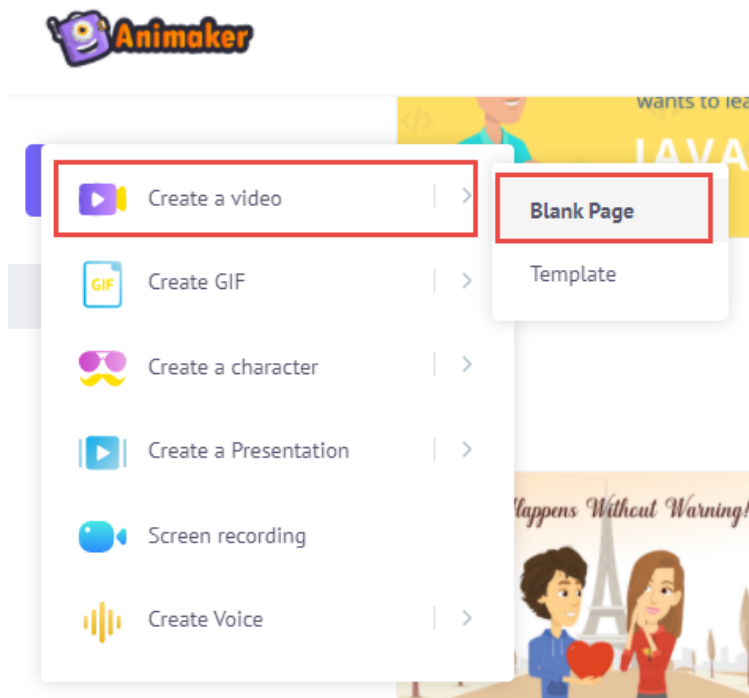 Animaker
wants to lea
JAVA
Create a video
Blank Page
Create GIF
GIF
Template
Create a character
Create a Presentation
Happens Without Warning!
Screen recording
Create Voice